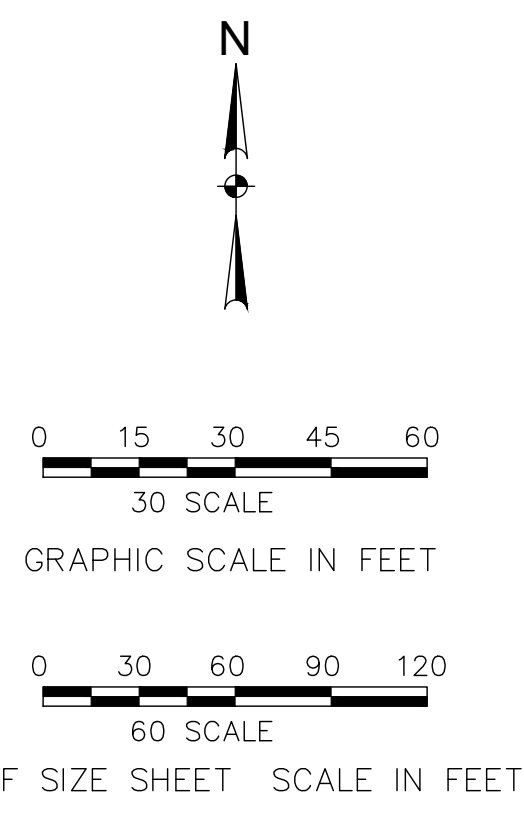 N
0 15 30 45 60
30 SCALE
GRAPHIC SCALE IN FEET
0 30 60 90 120
60 SCALE
F SIZE SHEET SCALE IN FEET